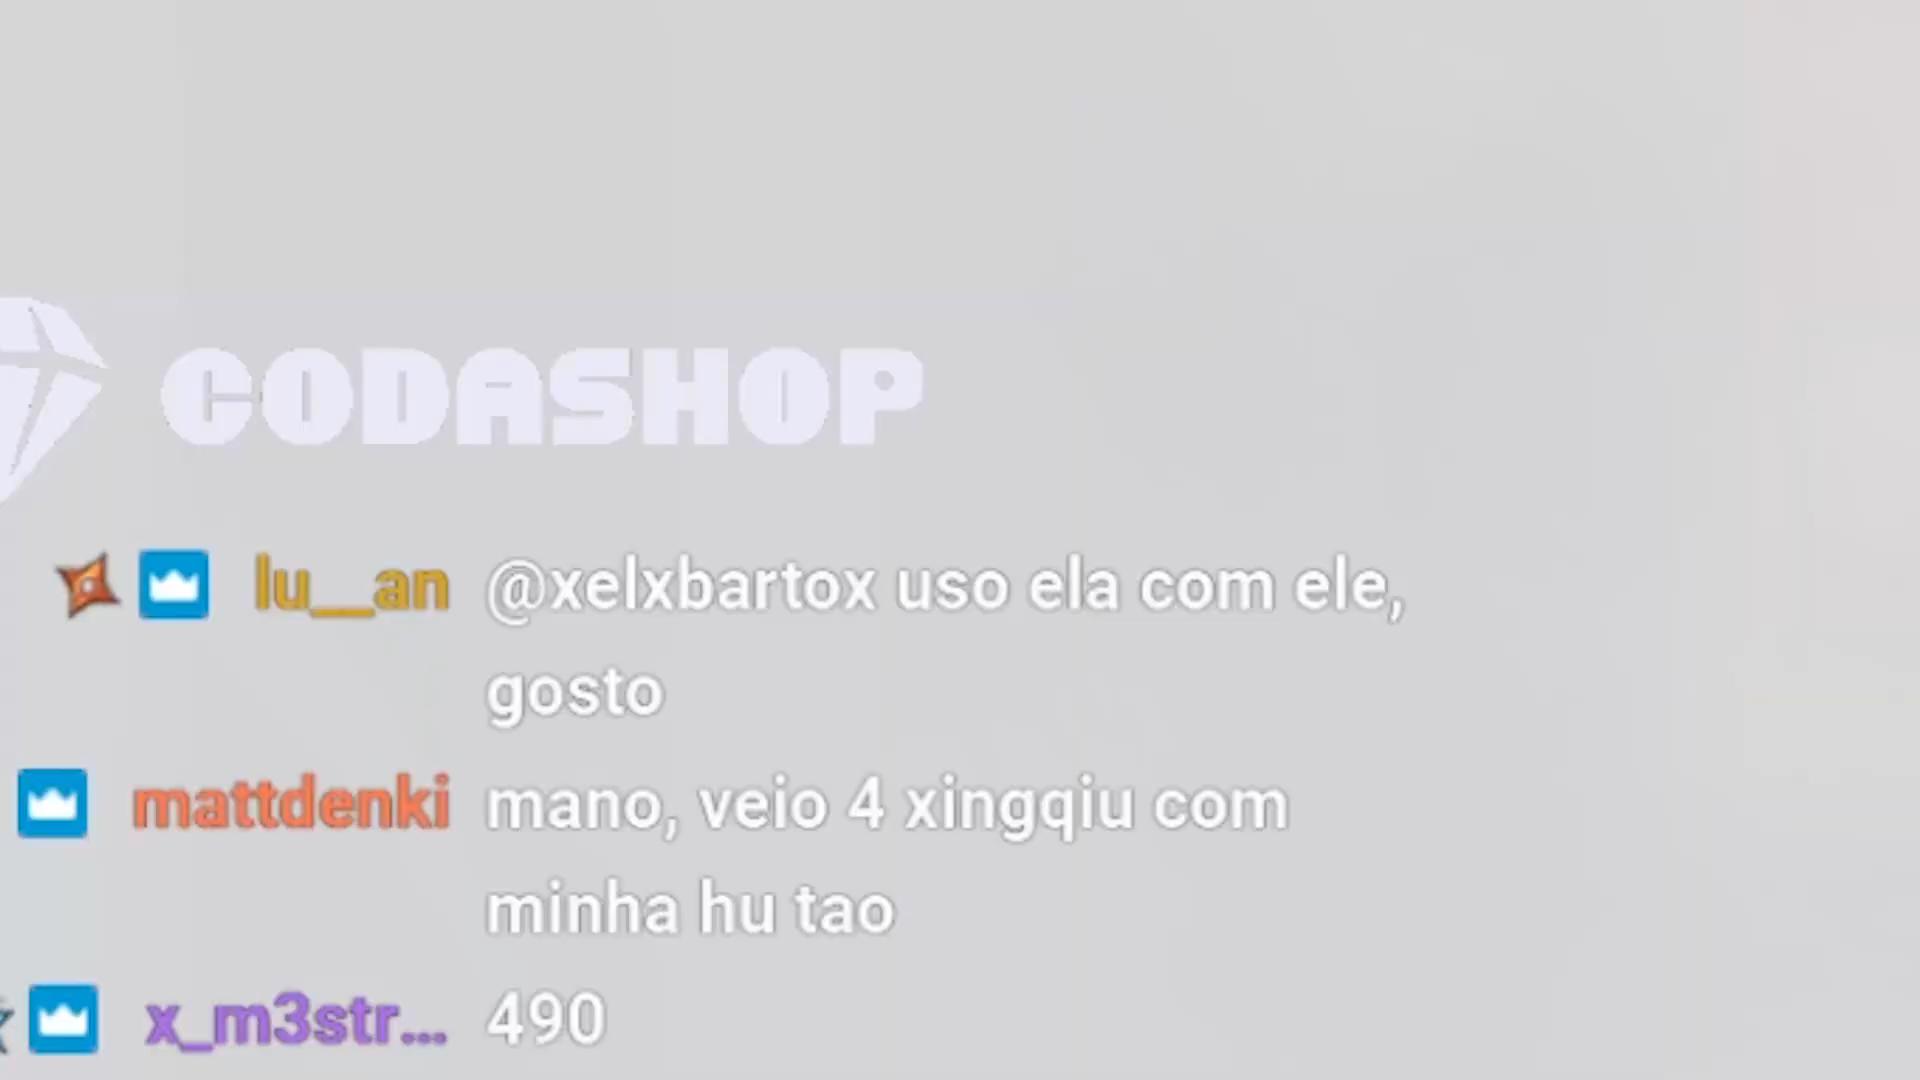 CODASHOP
lu__an @xelxbartox uso ela com ele,
gosto
mattdenki mano, veio 4 xingqiu com
minha hu tao
x_m3str... 490